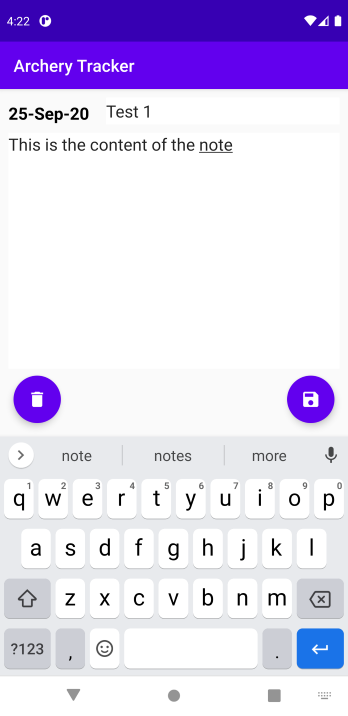 4:22
Archery Tracker
25-Sep-20 Test 1
This is the content of the note
note notes more
q1 w2 e3 r4 t5 y6 u7 i8 o9 p0
a s d f g h j k l
z x c v b n m
?123 , .